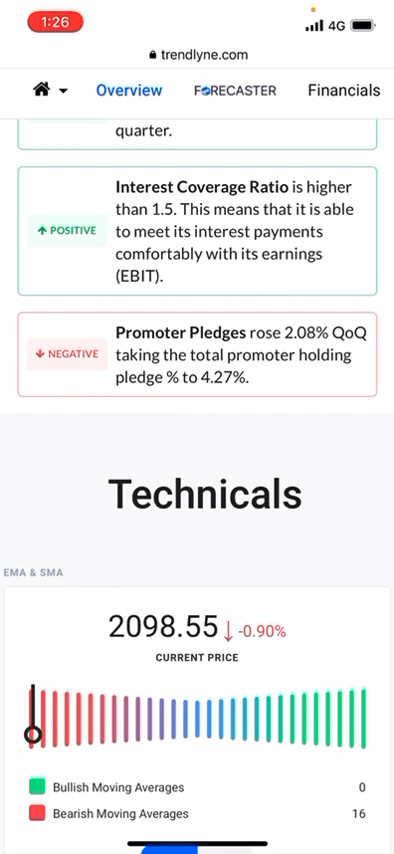 1:26
4G
trendlyne.com
Overview
FORECASTER
Financials
quarter.
Interest Coverage Ratio is higher
than 1.5. This means that it is able
POSITIVE
to meet its interest payments
comfortably with its earnings
(EBIT).
Promoter Pledges rose 2.08% QoQ
NEGATIVE
taking the total promoter holding
pledge % to 4.27%.
Technicals
EMA & SMA
2098.55 ↓ -0.90%
CURRENT PRICE
Bullish Moving Averages 0
Bearish Moving Averages 16